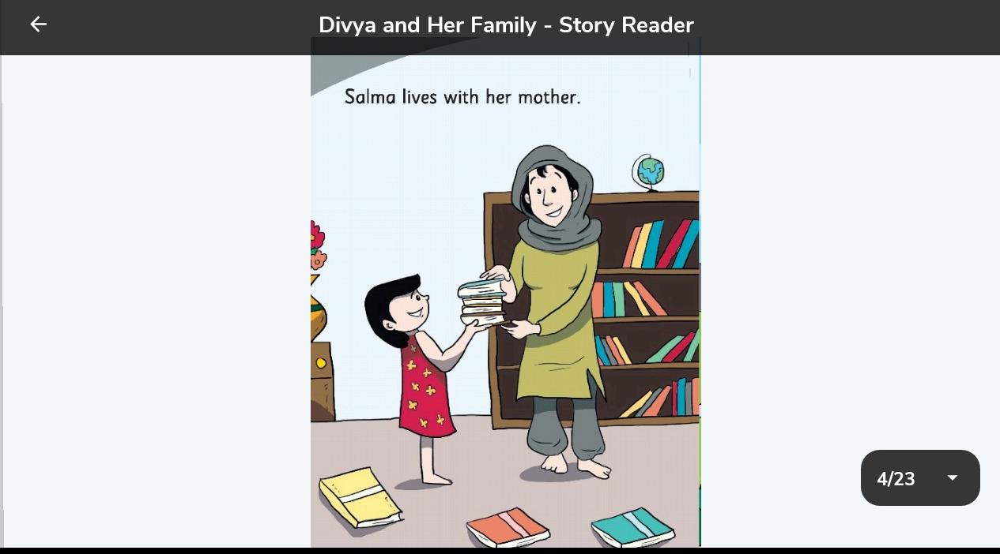 Divya and Her Family - Story Reader
Salma lives with her mother.
4/23